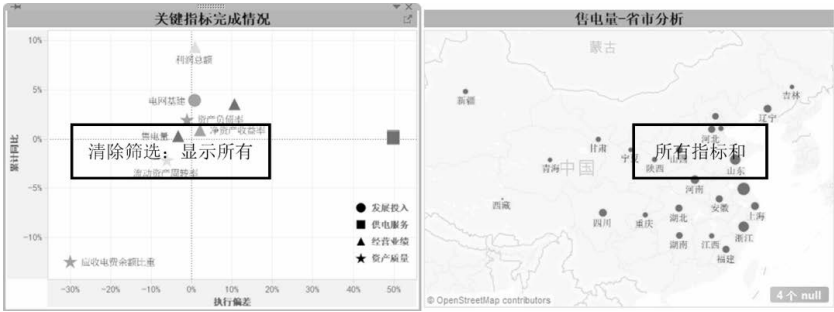 关键指标完成情况
10%
利润总额
5%
电网基建
资产负债率
售电量
净资产收益率
累计同比
0%
清除筛选：显示所有
流动资产周转率
-5%
发展投入
供电服务
经营业绩
资产质量
-10%
应收电费余额比重
-30%
-20%
-10%
0%
10%
20%
30%
40%
50%
执行偏差
售电量-省市分析
蒙古
新疆
吉林
辽宁
河北
所有指标和
甘肃
宁夏
山西
中国
青海
陕西
山东
河南
西藏
安徽
上海
四川
重庆
湖北
浙江
湖南
江西
福建
© OpenStreetMap contributors
4 个 null